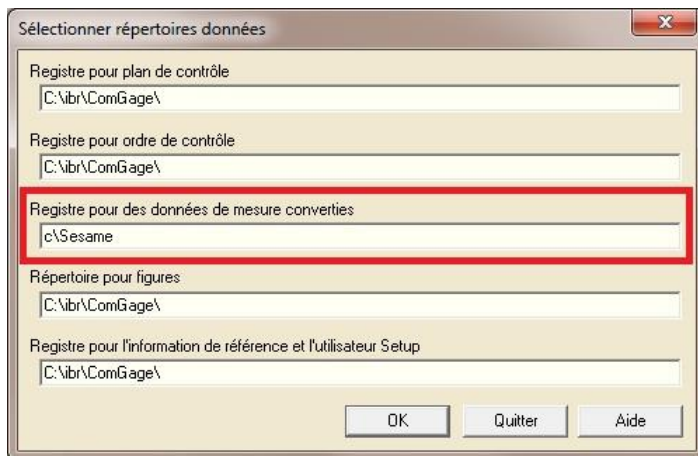 Sélectionner répertoires données
Registre pour plan de contrôle
C:\ibr\ComGage\
Registre pour ordre de contrôle
C:\ibr\ComGage\
Registre pour des données de mesure converties
c\Sesame
Répertoire pour figures
C:\ibr\ComGage\
Registre pour l'information de référence et l'utilisateur Setup
C:\ibr\ComGage\
OK Quitter Aide